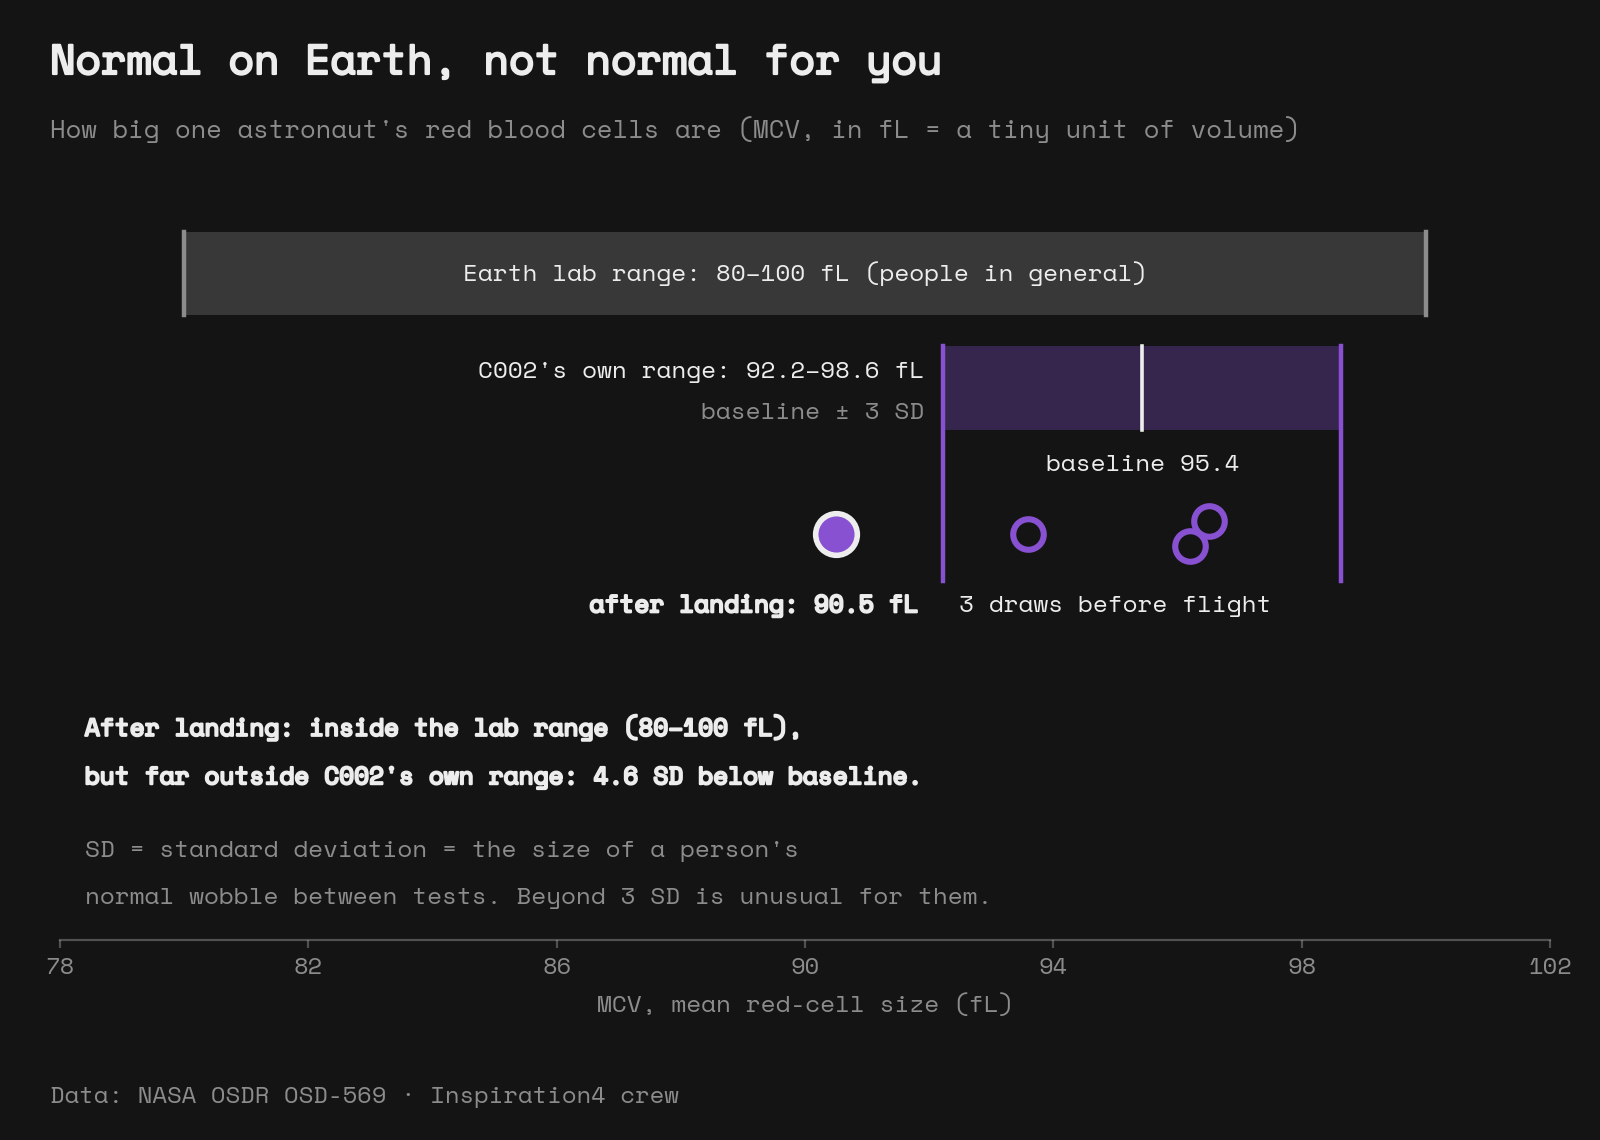 Normal on Earth, not normal for you
How big one astronaut's red blood cells are (MCV, in fL = a tiny unit of volume)
Earth lab range: 80–100 fL (people in general)
C002's own range: 92.2–98.6 fL
baseline ± 3 SD
baseline 95.4
after landing: 90.5 fL
3 draws before flight
After landing: inside the lab range (80–100 fL),
but far outside C002's own range: 4.6 SD below baseline.
SD = standard deviation = the size of a person's
normal wobble between tests. Beyond 3 SD is unusual for them.
78 82 86 90 94 98 102
MCV, mean red-cell size (fL)
Data: NASA OSDR OSD-569 · Inspiration4 crew